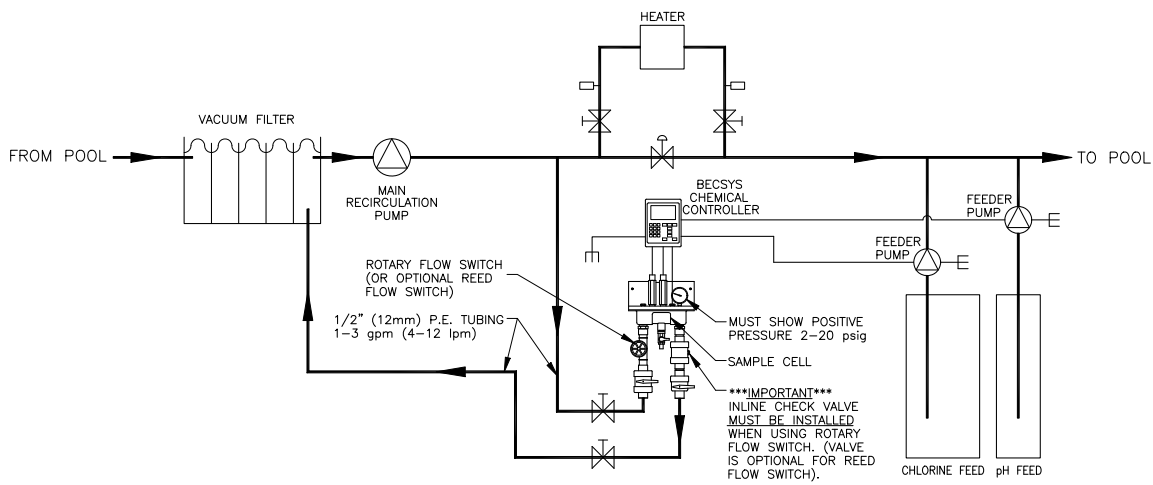 HEATER
VACUUM FILTER
FROM POOL
TO POOL
MAIN
RECIRCULATION
PUMP
BECSYS
CHEMICAL
CONTROLLER
FEEDER
PUMP
FEEDER
PUMP
ROTARY FLOW SWITCH
(OR OPTIONAL REED
FLOW SWITCH)
1/2" (12mm) P.E. TUBING
1-3 gpm (4-12 lpm)
MUST SHOW POSITIVE
PRESSURE 2-20 psig
SAMPLE CELL
***IMPORTANT***
INLINE CHECK VALVE
MUST BE INSTALLED
WHEN USING ROTARY
FLOW SWITCH. (VALVE
IS OPTIONAL FOR REED
FLOW SWITCH).
CHLORINE FEED
pH FEED